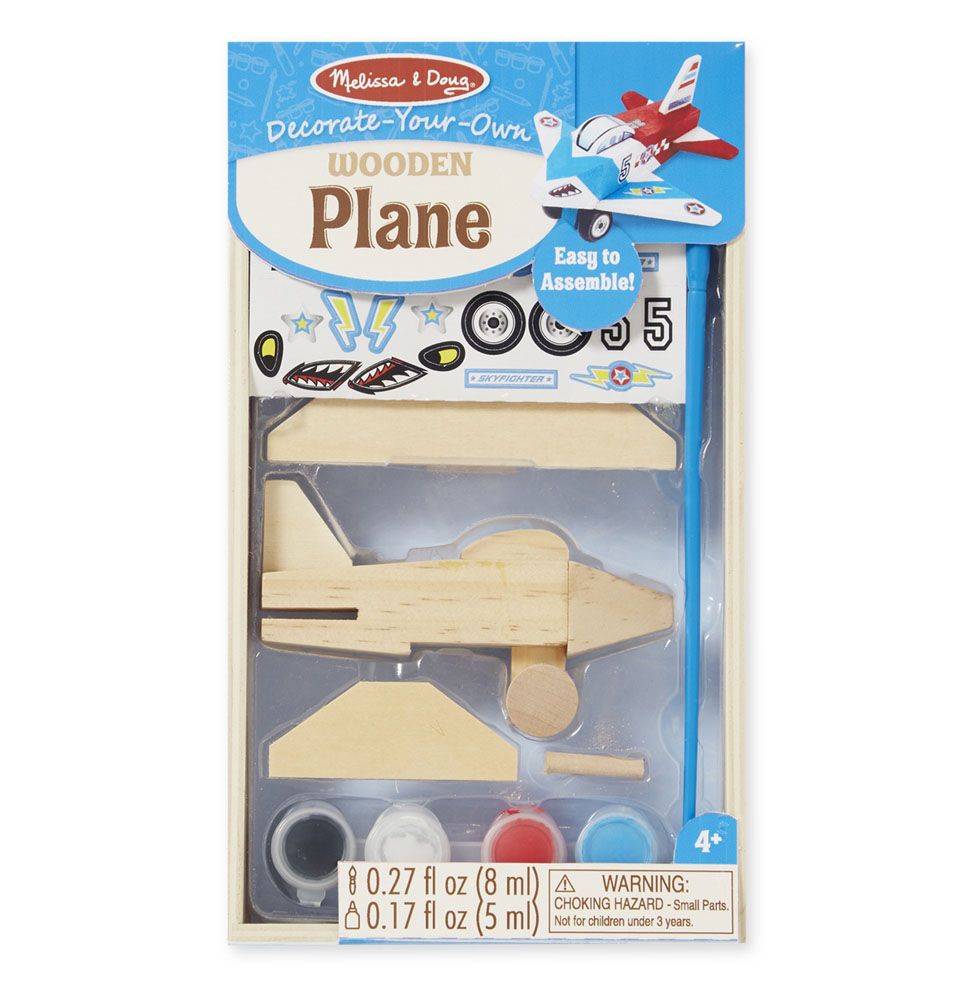 Melissa & Doug®
Decorate-Your-Own
WOODEN
Plane
5
Easy to
Assemble!
5 5
SKYFIGHTER
4+
0.27 fl oz (8 ml)
0.17 fl oz (5 ml)
WARNING:
CHOKING HAZARD - Small Parts.
Not for children under 3 years.